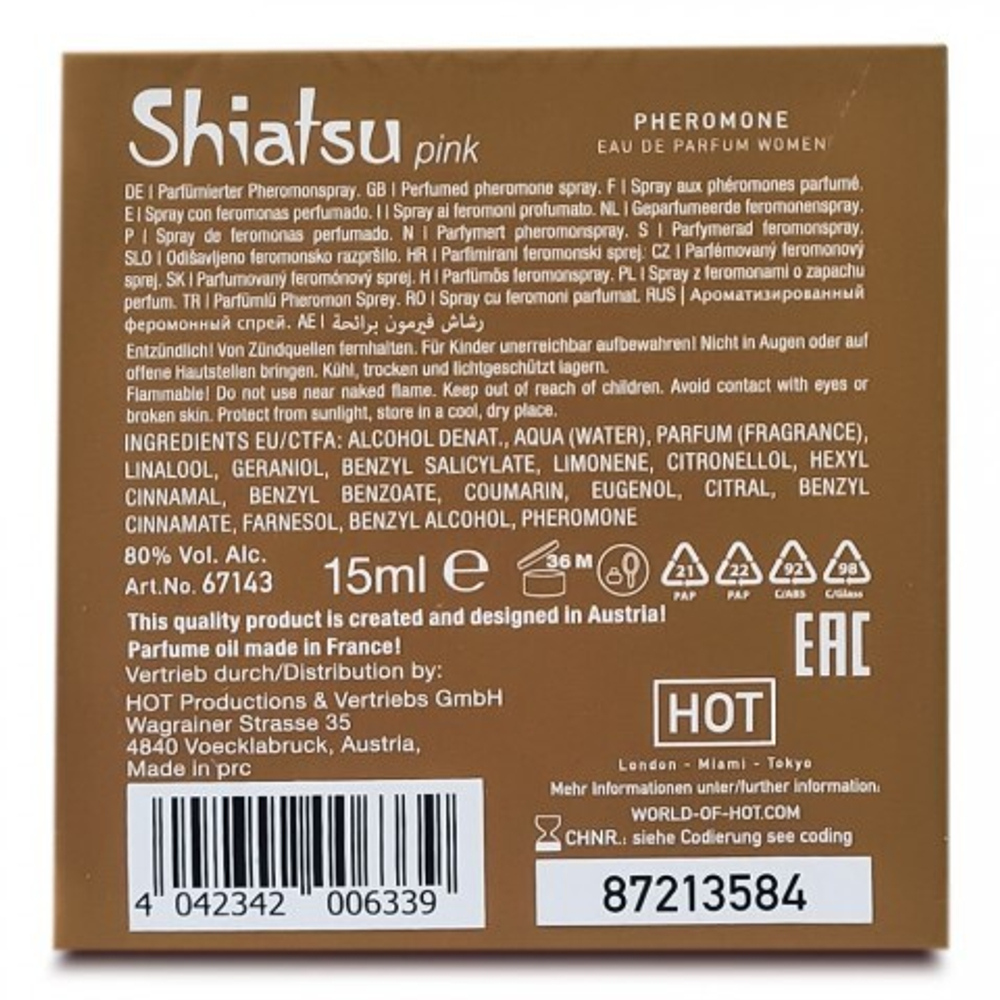 Shiatsu pink
PHEROMONE
EAU DE PARFUM WOMEN
DE | Parfümierter Pheromonspray. GB | Perfumed pheromone spray. F | Spray aux phéromones parfumé.
E | Spray con feromonas perfumado. I | Spray ai feromoni profumato. NL | Geparfumeerde feromonenspray.
P | Spray de feromonas perfumado. N | Parfymert pheromonspray. S | Parfymerad feromonspray.
SLO | Odišavljeno feromonsko razpršilo. HR | Parfimirani feromonski sprej. CZ | Parfémovaný feromonový
sprej. SK | Parfumovaný feromónový sprej. H | Parfümös feromonspray. PL | Spray z feromonami o zapachu
perfum. TR | Parfümlü Pheromon Sprey. RO | Spray cu feromoni parfumat. RUS | Ароматизированный
феромонный спрей. AE | رشاش فيرمون برائحة
Entzündlich! Von Zündquellen fernhalten. Für Kinder unerreichbar aufbewahren! Nicht in Augen oder auf
offene Hautstellen bringen. Kühl, trocken und lichtgeschützt lagern.
Flammable! Do not use near naked flame. Keep out of reach of children. Avoid contact with eyes or
broken skin. Protect from sunlight, store in a cool, dry place.
INGREDIENTS EU/CTFA: ALCOHOL DENAT., AQUA (WATER), PARFUM (FRAGRANCE),
LINALOOL, GERANIOL, BENZYL SALICYLATE, LIMONENE, CITRONELLOL, HEXYL
CINNAMAL, BENZYL BENZOATE, COUMARIN, EUGENOL, CITRAL, BENZYL
CINNAMATE, FARNESOL, BENZYL ALCOHOL, PHEROMONE
80% Vol. Alc.
Art.No. 67143
15ml e
36 M
21 22 92 98
PAP PAP C/ABS C/Glass
This quality product is created and designed in Austria!
Parfume oil made in France!
EAC
Vertrieb durch/Distribution by:
HOT Productions & Vertriebs GmbH
Wagrainer Strasse 35
4840 Voecklabruck, Austria,
Made in prc
HOT
London - Miami - Tokyo
Mehr Informationen unter/further information:
WORLD-OF-HOT.COM
CHNR.: siehe Codierung see coding
4 042342 006339
87213584